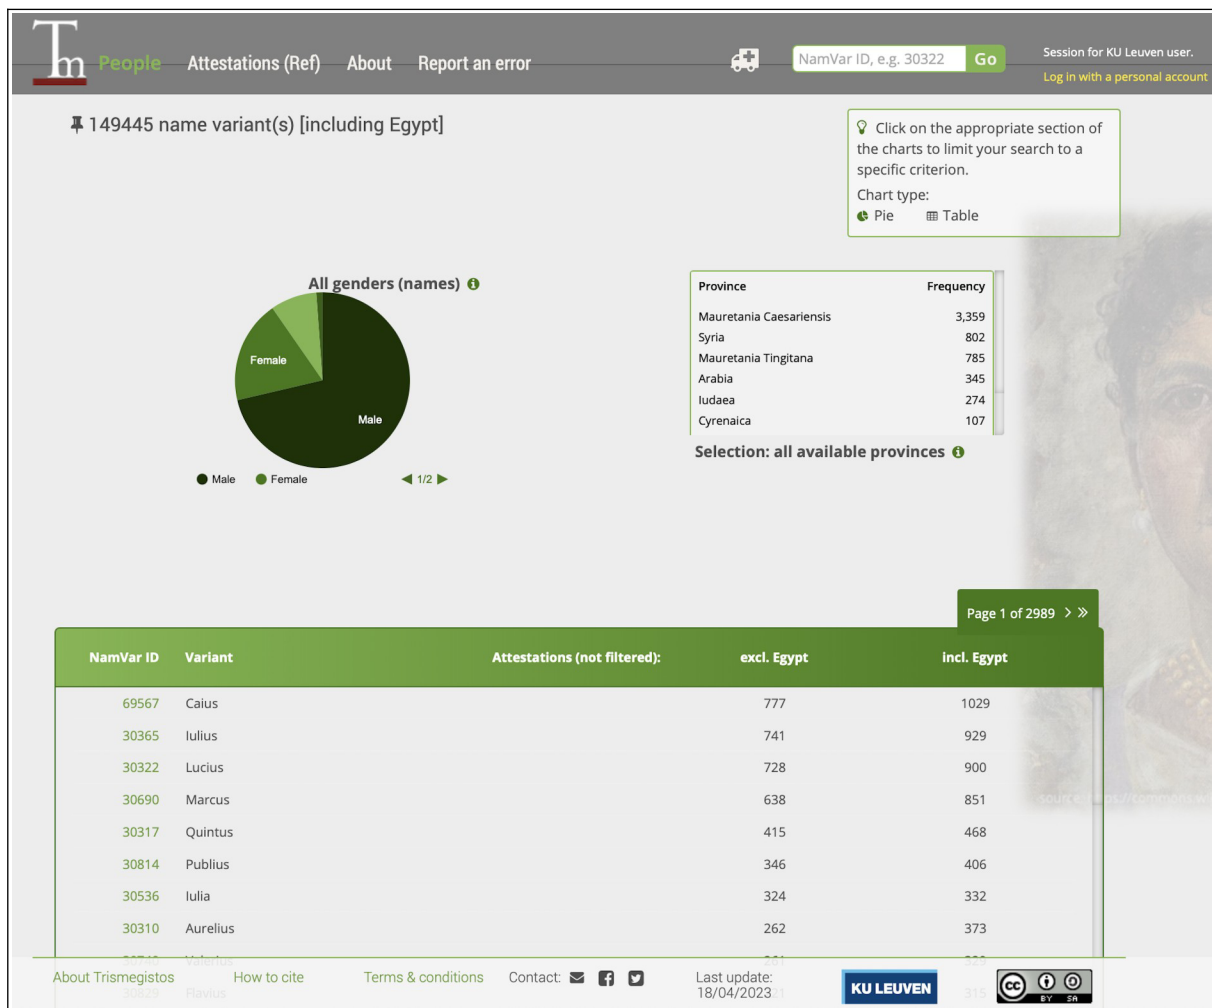 Tm People Attestations (Ref) About Report an error NamVar ID, e.g. 30322 Go Session for KU Leuven user.
Log in with a personal account
149445 name variant(s) [including Egypt]
Click on the appropriate section of
the charts to limit your search to a
specific criterion.
Chart type:
Pie Table
All genders (names)
Female
Male
Male Female 1/2
Province Frequency
Mauretania Caesariensis 3,359
Syria 802
Mauretania Tingitana 785
Arabia 345
Iudaea 274
Cyrenaica 107
Selection: all available provinces
Page 1 of 2989
NamVar ID Variant Attestations (not filtered): excl. Egypt incl. Egypt
69567 Caius 777 1029
30365 Iulius 741 929
30322 Lucius 728 900
30690 Marcus 638 851
30317 Quintus 415 468
30814 Publius 346 406
30536 Iulia 324 332
30310 Aurelius 262 373
Valerius
30829 Flavius 315
About Trismegistos How to cite Terms & conditions Contact: Last update:
18/04/2023
KU LEUVEN
cc BY SA